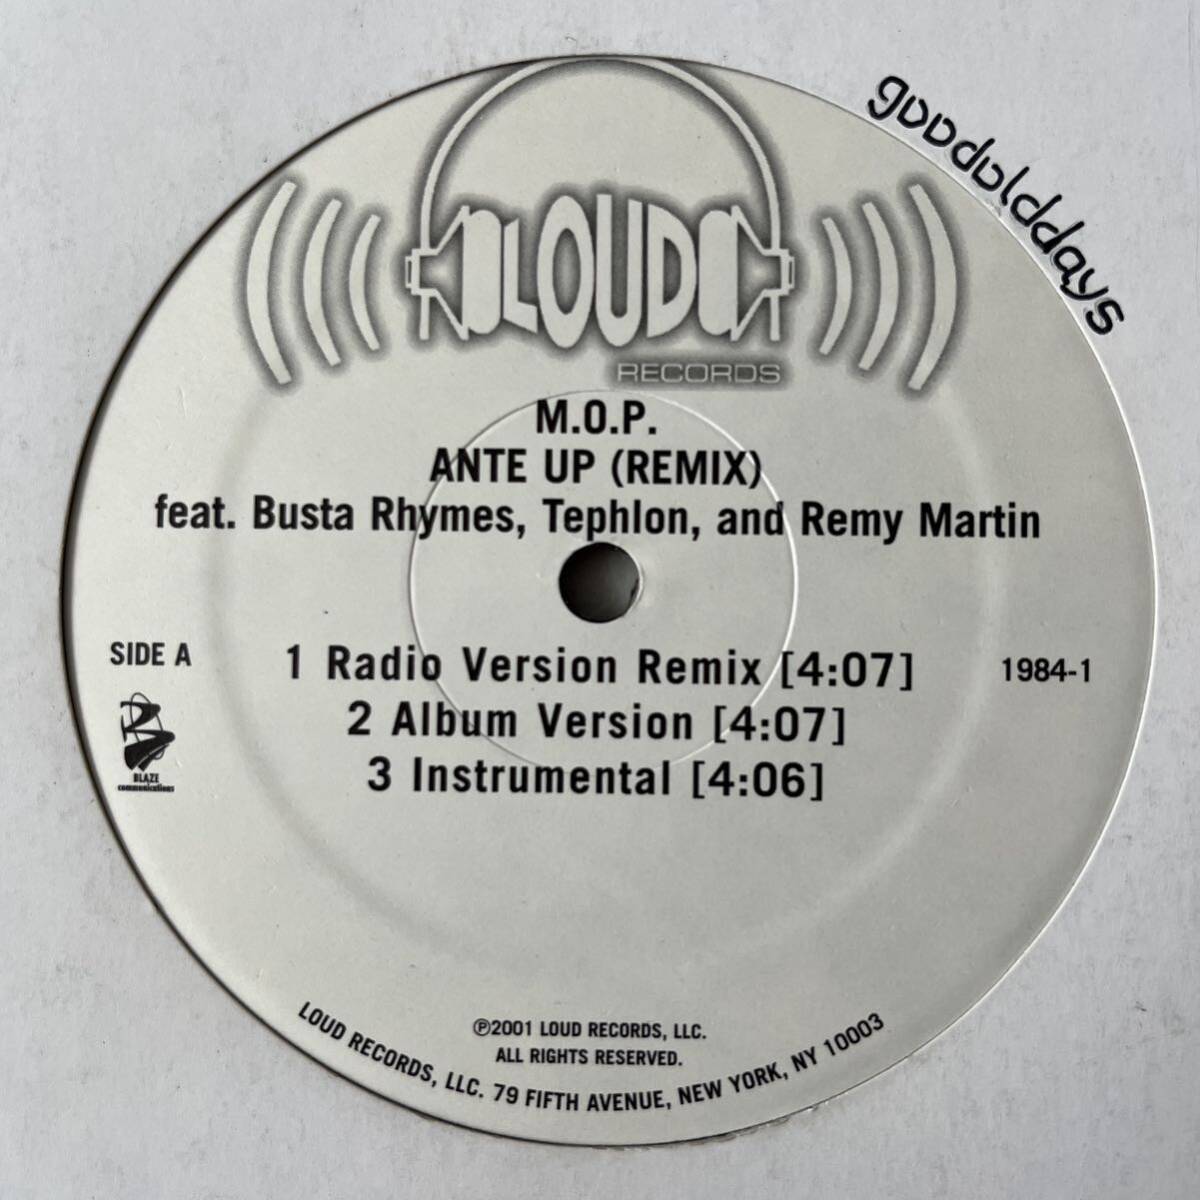 goodolddays
LOUD
RECORDS
M.O.P.
ANTE UP (REMIX)
feat. Busta Rhymes, Tephlon, and Remy Martin
SIDE A
1 Radio Version Remix [4:07]
1984-1
2 Album Version [4:07]
3 Instrumental [4:06]
BLAZE
communications
℗2001 LOUD RECORDS, LLC.
ALL RIGHTS RESERVED.
LOUD RECORDS, LLC. 79 FIFTH AVENUE, NEW YORK, NY 10003